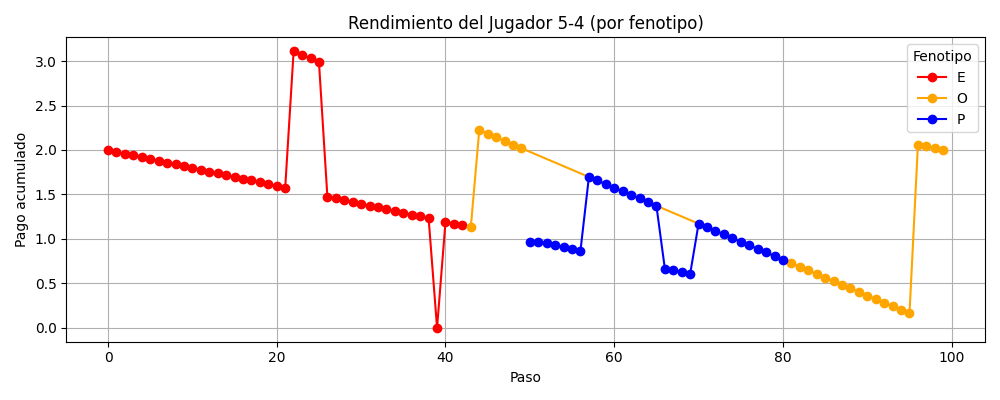 Rendimiento del Jugador 5-4 (por fenotipo)
Pago acumulado
3.0
2.5
2.0
1.5
1.0
0.5
0.0
Fenotipo
E
O
P
0 20 40 60 80 100
Paso